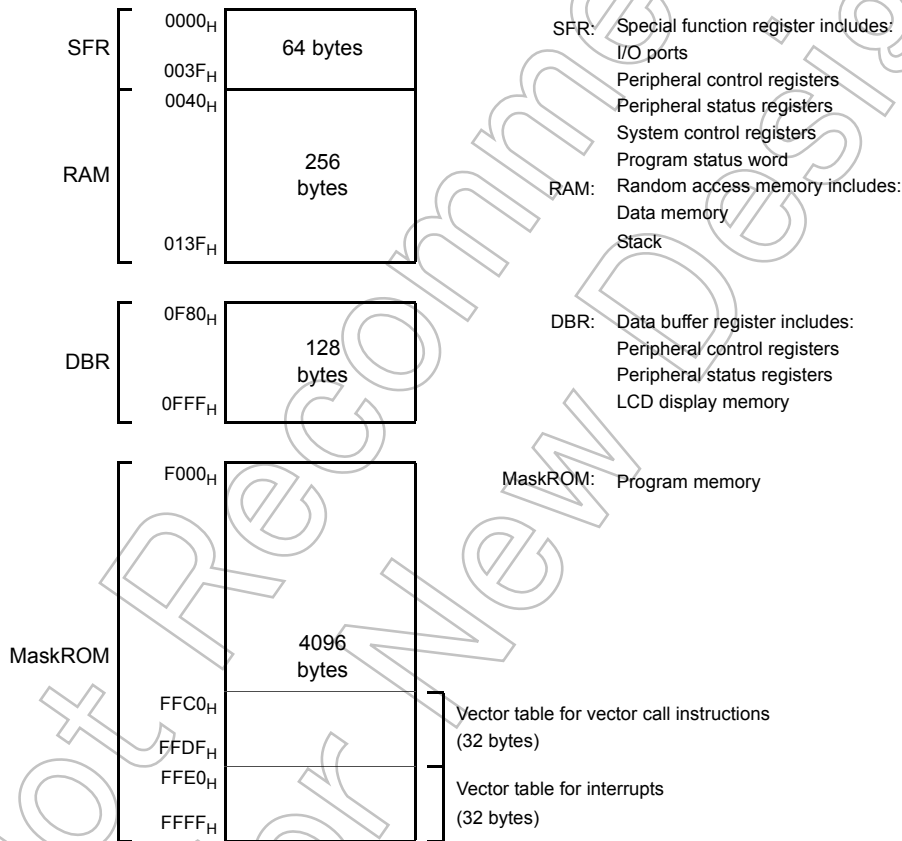 0000H
SFR
64 bytes
003FH
0040H
RAM
256
bytes
013FH
SFR: Special function register includes:
I/O ports
Peripheral control registers
Peripheral status registers
System control registers
Program status word
RAM: Random access memory includes:
Data memory
Stack
0F80H
DBR
128
bytes
0FFFH
DBR: Data buffer register includes:
Peripheral control registers
Peripheral status registers
LCD display memory
F000H
MaskROM: Program memory
MaskROM
4096
bytes
FFC0H
FFDFH
Vector table for vector call instructions
(32 bytes)
FFE0H
FFFFH
Vector table for interrupts
(32 bytes)